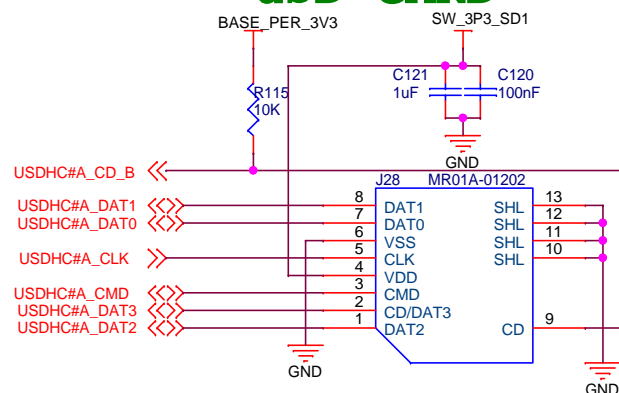 uSD CARD
BASE_PER_3V3
SW_3P3_SD1
R115
10K
C121
1uF
C120
100nF
GND
USDHC#A_CD_B
J28
MR01A-01202
USDHC#A_DAT1
8
DAT1
SHL
13
USDHC#A_DAT0
7
DAT0
SHL
12
6
VSS
SHL
11
USDHC#A_CLK
5
CLK
SHL
10
4
VDD
USDHC#A_CMD
3
CMD
USDHC#A_DAT3
2
CD/DAT3
USDHC#A_DAT2
1
DAT2
CD
9
GND
GND